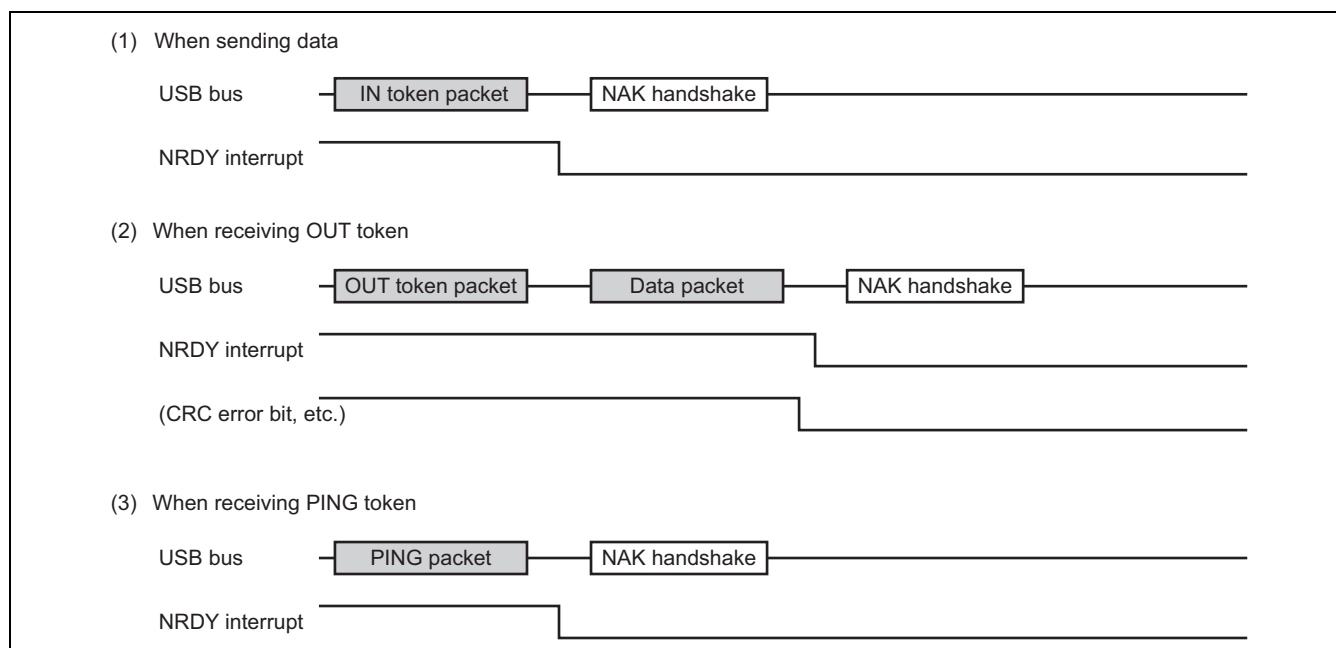 (1) When sending data
USB bus IN token packet NAK handshake
NRDY interrupt
(2) When receiving OUT token
USB bus OUT token packet Data packet NAK handshake
NRDY interrupt
(CRC error bit, etc.)
(3) When receiving PING token
USB bus PING packet NAK handshake
NRDY interrupt